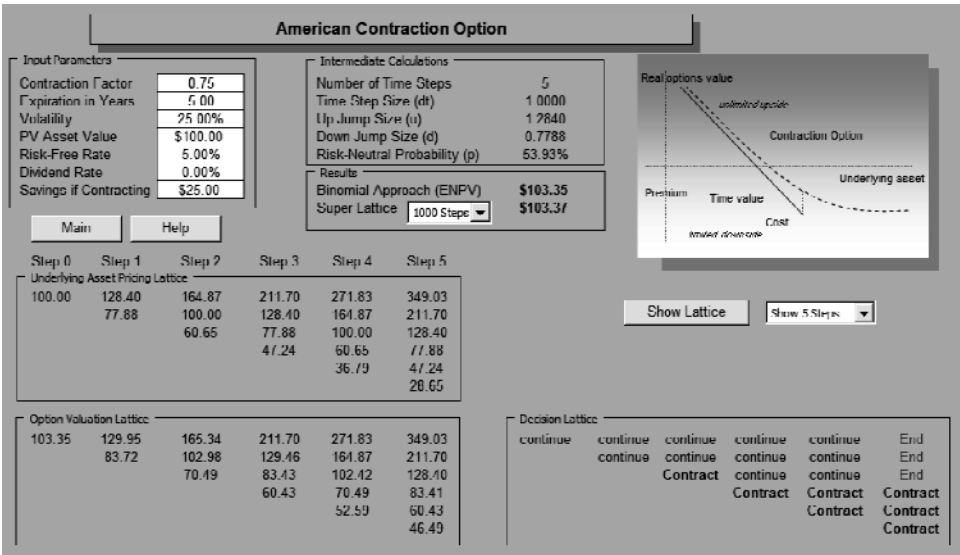 American Contraction Option
Input Parameters
Contraction Factor 0.75
Expiration in Years 5.00
Volatility 25.00%
PV Asset Value $100.00
Risk-Free Rate 5.00%
Dividend Rate 0.00%
Savings if Contracting $25.00
Intermediate Calculations
Number of Time Steps 5
Time Step Size (dt) 1.0000
Up Jump Size (u) 1.2840
Down Jump Size (d) 0.7788
Risk-Neutral Probability (p) 53.93%
Results
Binomial Approach (ENPV) $103.35
Super Lattice 1000 Steps $103.37
Real options value
unlimited upside
Contraction Option
Underlying asset
Premium
Time value
Cost
limited downside
Main Help
Show Lattice Show 5 Steps
Step 0 Step 1 Step 2 Step 3 Step 4 Step 5
Underlying Asset Pricing Lattice
100.00 128.40 164.87 211.70 271.83 349.03
77.88 100.00 128.40 164.87 211.70
60.65 77.88 100.00 128.40
47.24 60.65 77.88
36.79 47.24
28.65
Option Valuation Lattice
103.35 129.95 165.34 211.70 271.83 349.03
83.72 102.98 129.46 164.87 211.70
70.49 83.43 102.42 128.40
60.43 70.49 83.41
52.59 60.43
46.49
Decision Lattice
continue continue continue continue continue End
continue continue continue continue End
Contract continue continue End
Contract Contract Contract
Contract Contract
Contract